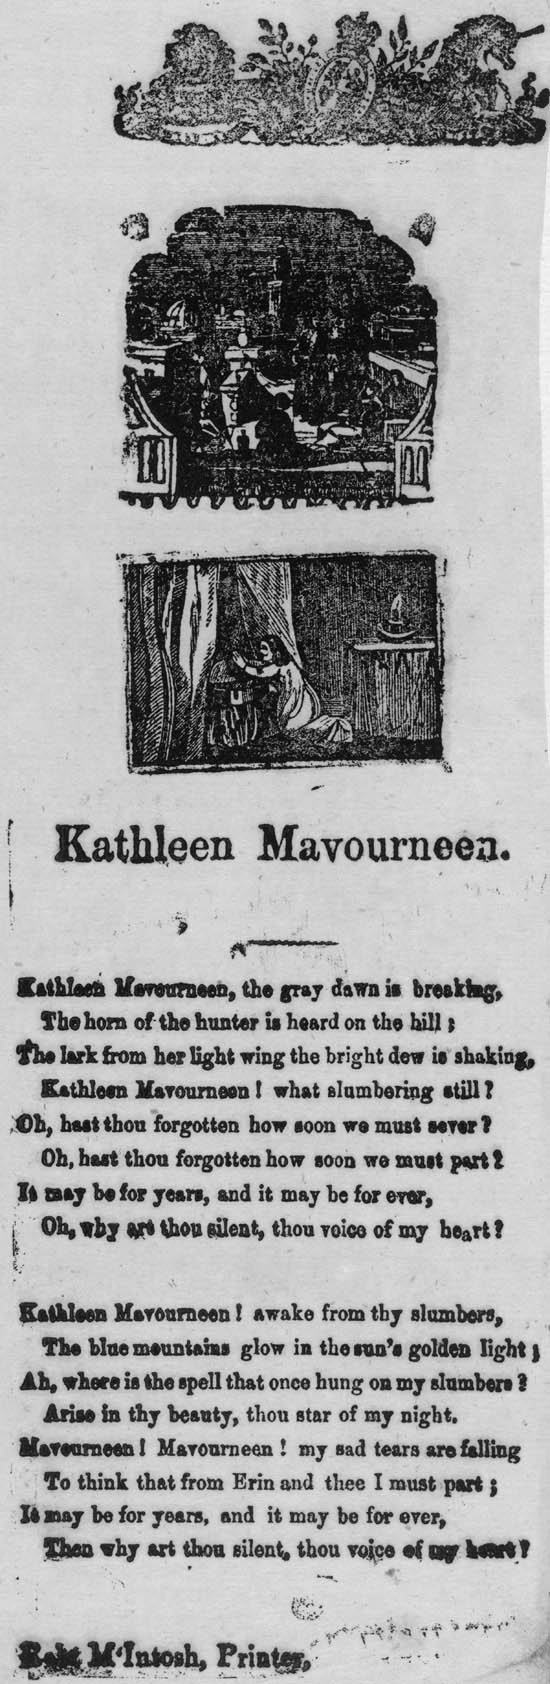 Kathleen Mavourneen.
Kathleen Mavourneen, the gray dawn is breaking,
The horn of the hunter is heard on the hill;
The lark from her light wing the bright dew is shaking,
Kathleen Mavourneen! what slumbering still?
Oh, hast thou forgotten how soon we must sever?
Oh, hast thou forgotten how soon we must part?
It may be for years, and it may be for ever,
Oh, why art thou silent, thou voice of my heart?
Kathleen Mavourneen! awake from thy slumbers,
The blue mountains glow in the sun's golden light;
Ah, where is the spell that once hung on my slumbers?
Arise in thy beauty, thou star of my night.
Mavourneen! Mavourneen! my sad tears are falling
To think that from Erin and thee I must part;
It may be for years, and it may be for ever,
Then why art thou silent, thou voice of my heart?
Robt M'Intosh, Printer,